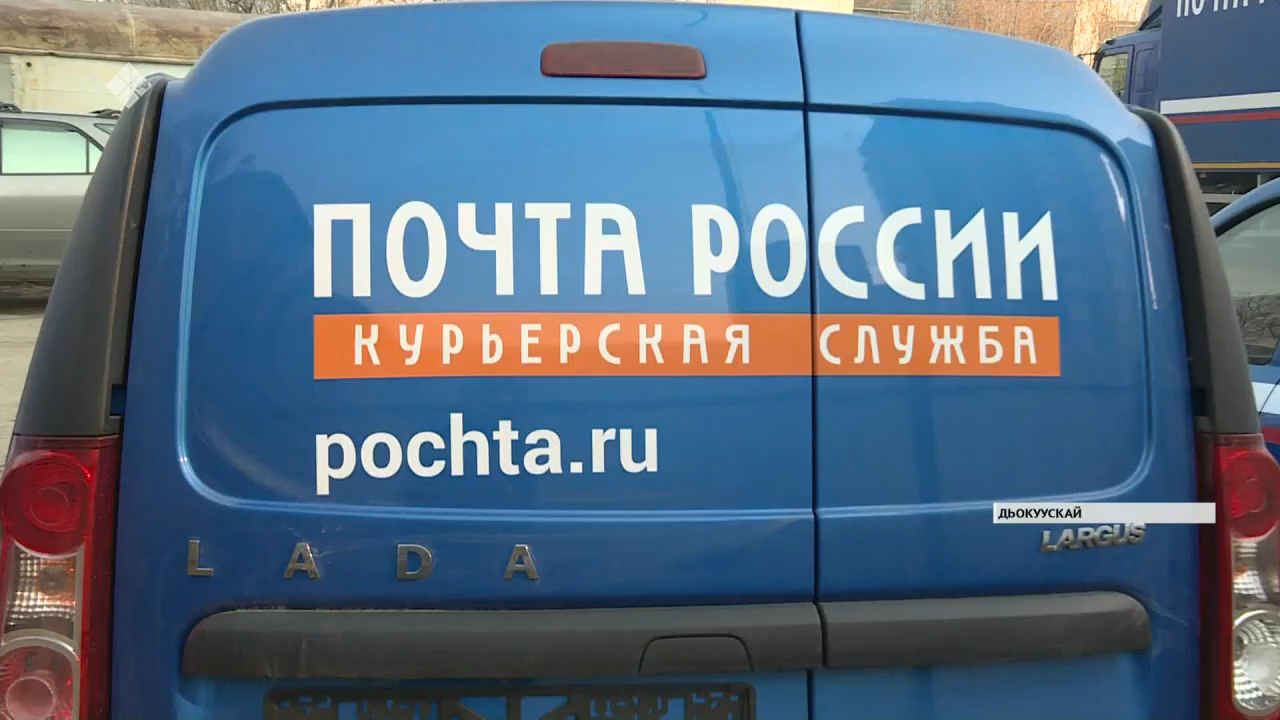 ПОЧТА РОССИИ
КУРЬЕРСКАЯ СЛУЖБА
pochta.ru
ДЬОКУУСКАЙ
LARGUS
LADA